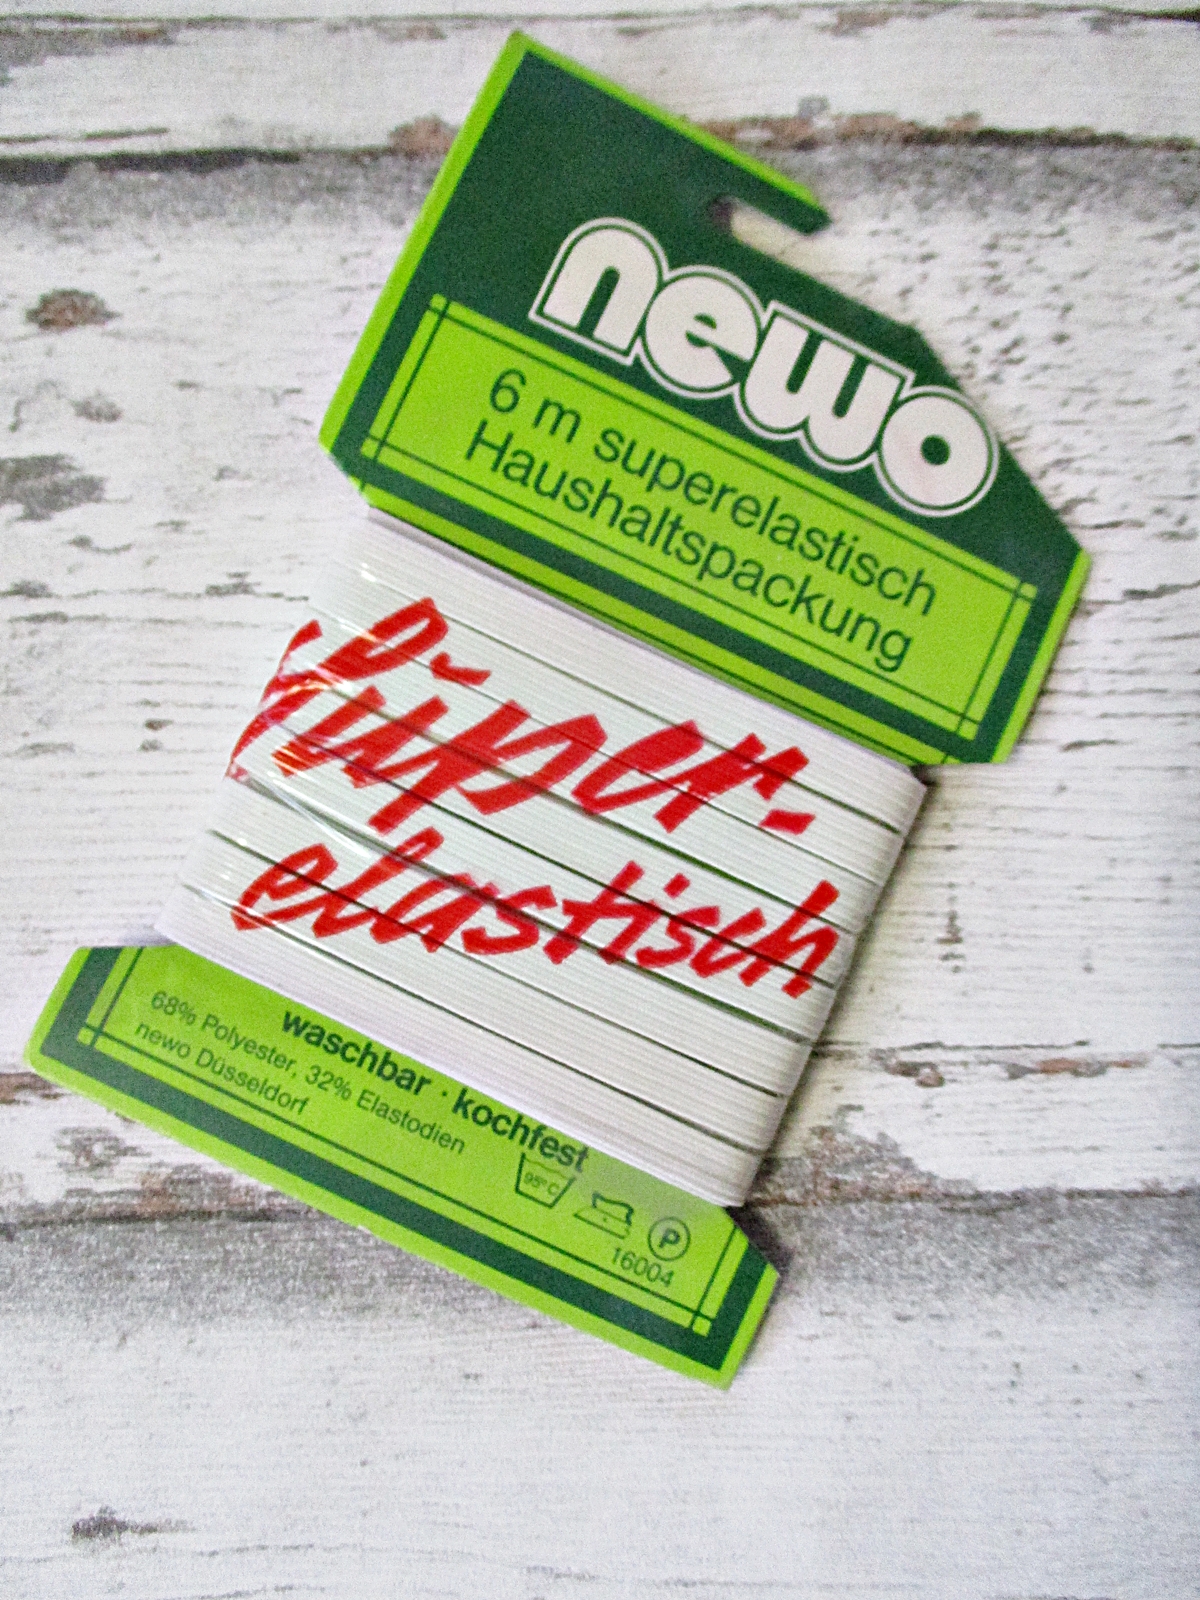 newo
6 m superelastisch
Haushaltspackung
Super-
elastisch
waschbar · kochfest
68% Polyester, 32% Elastodien
newo Düsseldorf
95° C
P
16004